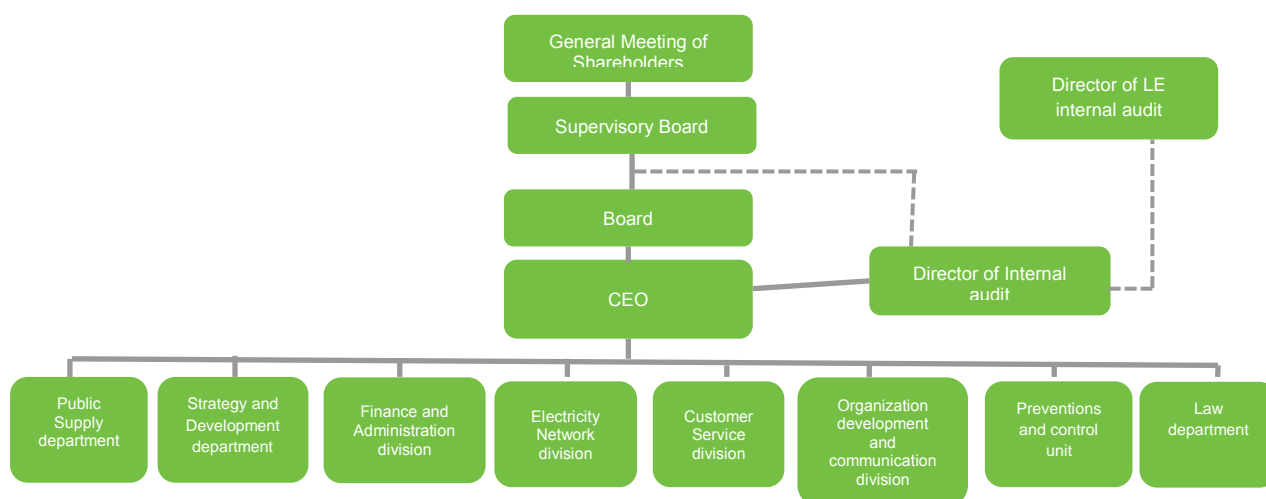 General Meeting of
Shareholders
Director of LE
internal audit
Supervisory Board
Board
Director of Internal
audit
CEO
Public
Supply
department
Strategy and
Development
department
Finance and
Administration
division
Electricity
Network
division
Customer
Service
division
Organization
development
and
communication
division
Preventions
and control
unit
Law
department